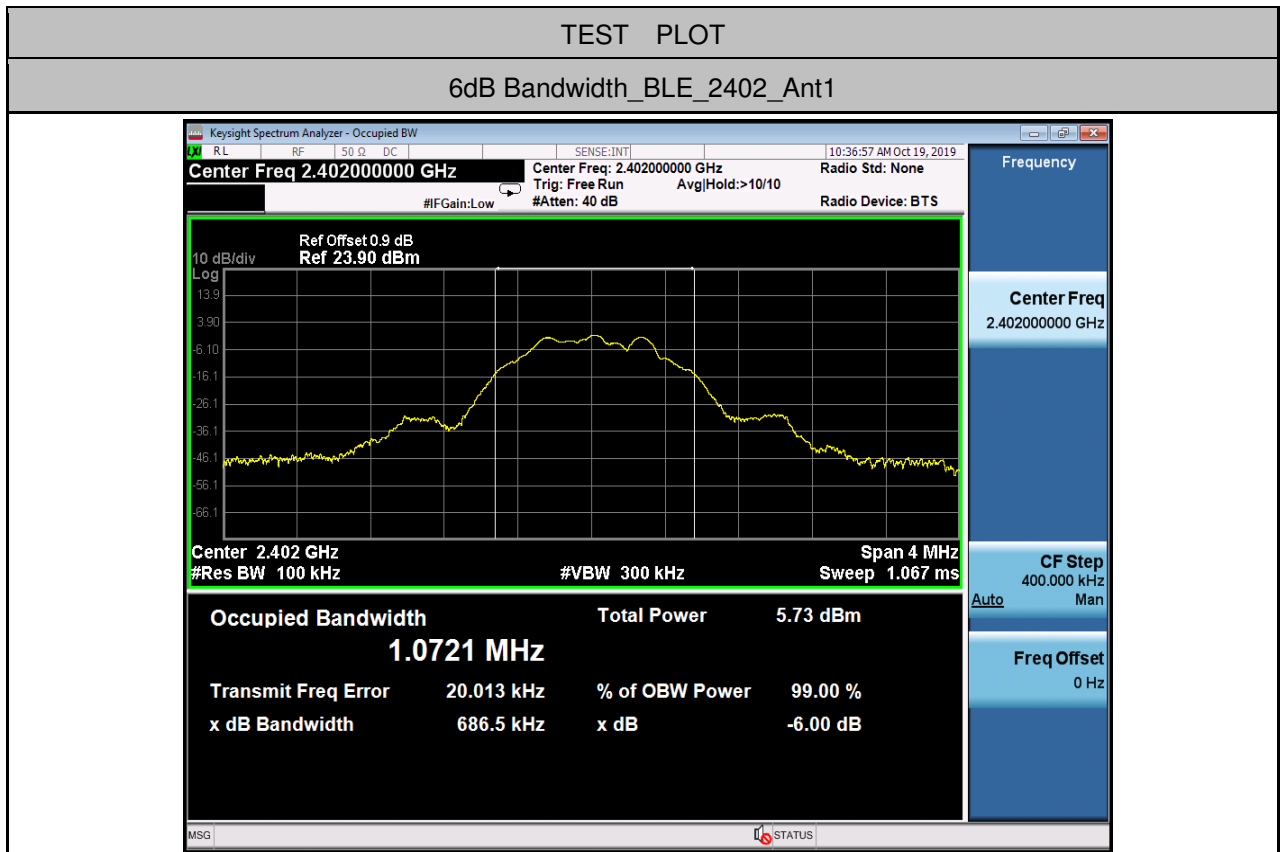 TEST PLOT
6dB Bandwidth_BLE_2402_Ant1
Keysight Spectrum Analyzer - Occupied BW
LXI RL RF 50 Ω DC SENSE:INT 10:36:57 AM Oct 19, 2019
Center Freq 2.402000000 GHz
Center Freq: 2.402000000 GHz
Radio Std: None
Trig: Free Run Avg|Hold:>10/10
#IFGain:Low
#Atten: 40 dB
Radio Device: BTS
Ref Offset 0.9 dB
10 dB/div Ref 23.90 dBm
Log
13.9
3.90
-6.10
-16.1
-26.1
-36.1
-46.1
-56.1
-66.1
Center 2.402 GHz Span 4 MHz
#Res BW 100 kHz #VBW 300 kHz Sweep 1.067 ms
Occupied Bandwidth Total Power 5.73 dBm
1.0721 MHz
Transmit Freq Error 20.013 kHz % of OBW Power 99.00 %
x dB Bandwidth 686.5 kHz x dB -6.00 dB
MSG STATUS
Frequency
Center Freq
2.402000000 GHz
CF Step
400.000 kHz
Auto Man
Freq Offset
0 Hz